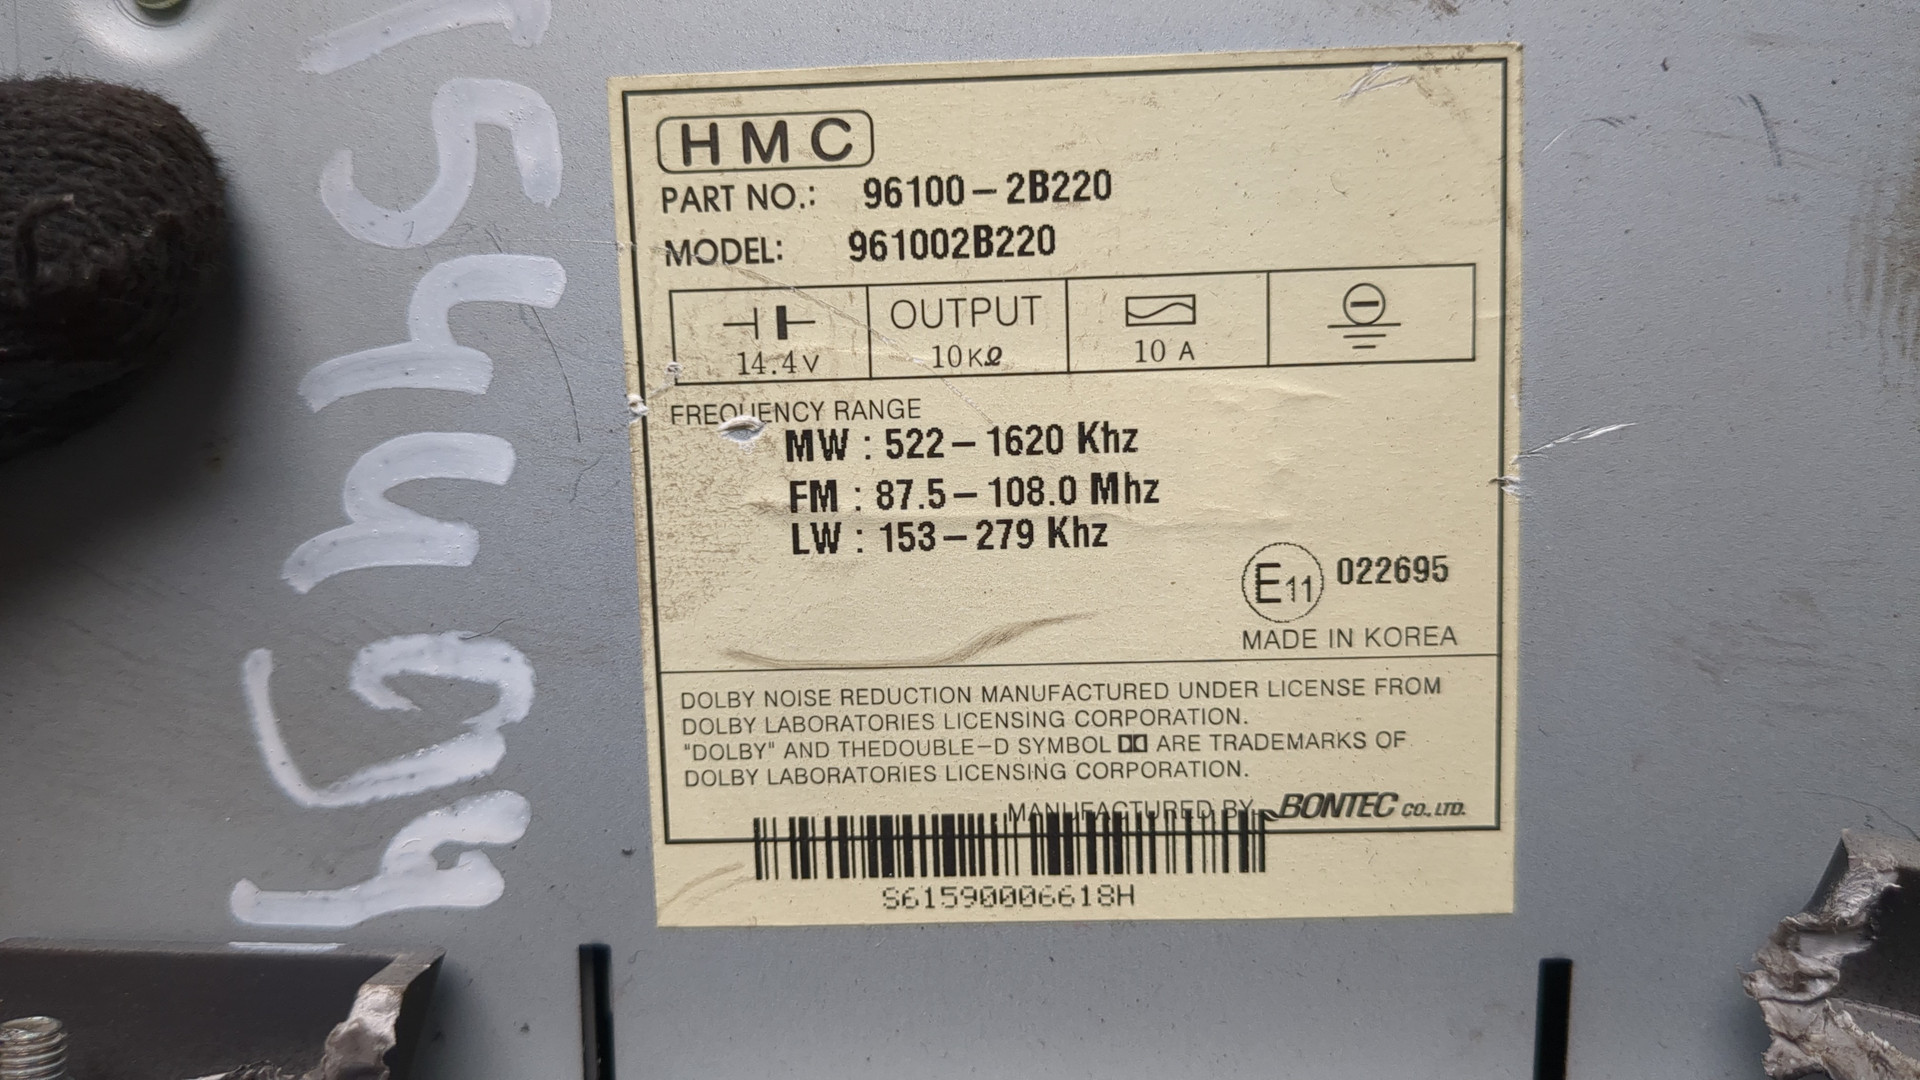 HMC
PART NO.: 96100-2B220
MODEL: 961002B220
14.4V
OUTPUT
10KΩ
10 A
FREQUENCY RANGE
MW : 522-1620 Khz
FM : 87.5-108.0 Mhz
LW : 153-279 Khz
E11 022695
MADE IN KOREA
DOLBY NOISE REDUCTION MANUFACTURED UNDER LICENSE FROM
DOLBY LABORATORIES LICENSING CORPORATION.
"DOLBY" AND THEDOUBLE-D SYMBOL ARE TRADEMARKS OF
DOLBY LABORATORIES LICENSING CORPORATION.
MANUFACTURED BY BONTEC CO., LTD.
S61590006618H